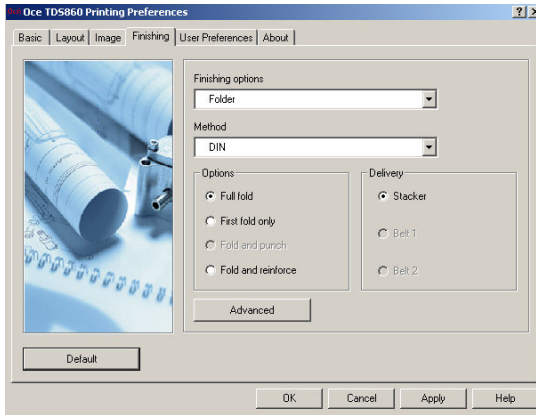 Oce TDS860 Printing Preferences
Basic Layout Image Finishing User Preferences About
Finishing options
Folder
Method
DIN
Options Delivery
Full fold Stacker
First fold only Belt 1
Fold and punch
Fold and reinforce Belt 2
Advanced
Default
OK Cancel Apply Help